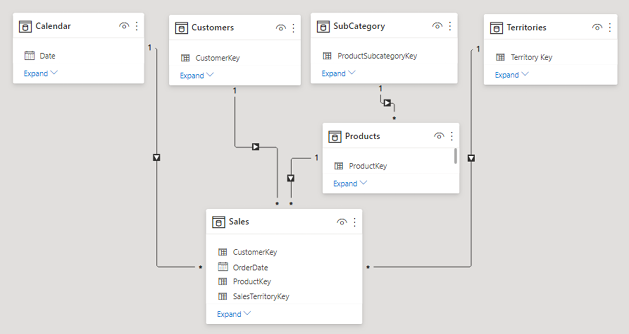 Calendar
Date
Expand
Customers
CustomerKey
Expand
SubCategory
ProductSubcategoryKey
Expand
Territories
Territory Key
Expand
1
1
1
1
*
Products
ProductKey
Expand
1
*
*
Sales
CustomerKey
OrderDate
ProductKey
SalesTerritoryKey
Expand
*
*